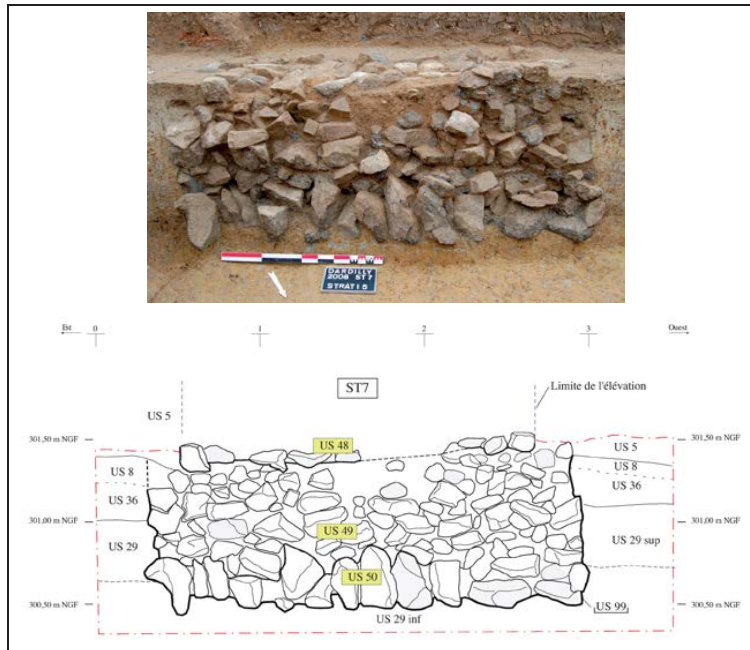 DARDILLY
2008 ST7
STRATI 5
Est 0 1 2 3 Ouest
ST7
Limite de l'élévation
US 5
301,50 m NGF
US 48
301,50 m NGF
US 5
US 8
US 8
US 36
US 36
301,00 m NGF
US 49
301,00 m NGF
US 29
US 29 sup
US 50
300,50 m NGF
US 99
300,50 m NGF
US 29 inf